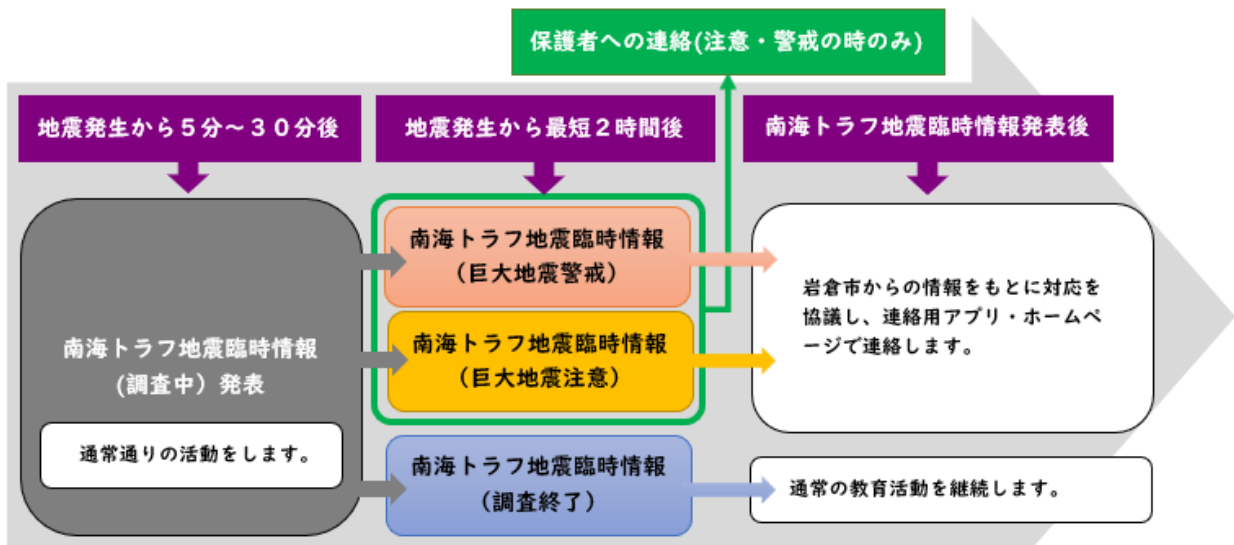 保護者への連絡(注意・警戒の時のみ)
地震発生から５分～３０分後
地震発生から最短２時間後
南海トラフ地震臨時情報発表後
南海トラフ地震臨時情報
(調査中）発表
通常通りの活動をします。
南海トラフ地震臨時情報
（巨大地震警戒）
南海トラフ地震臨時情報
（巨大地震注意）
南海トラフ地震臨時情報
（調査終了）
岩倉市からの情報をもとに対応を
協議し、連絡用アプリ・ホームペ
ージで連絡します。
通常の教育活動を継続します。